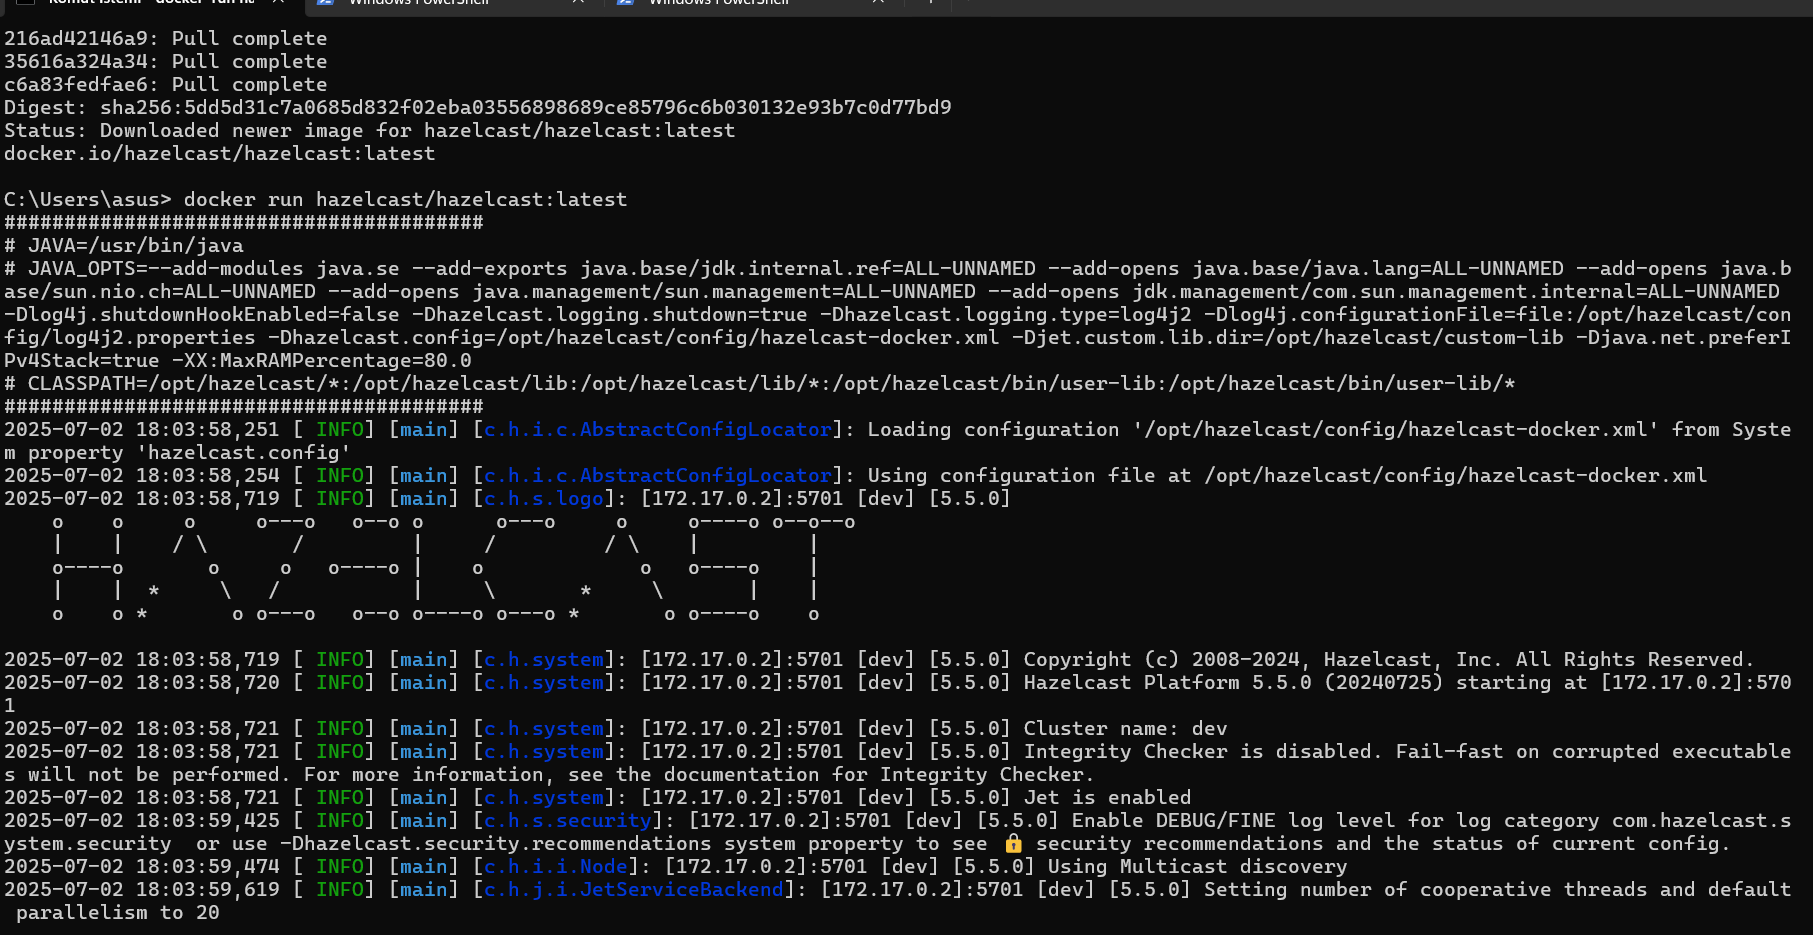 Komut İstemi - docker run ha  Windows PowerShell  Windows PowerShell
216ad42146a9: Pull complete
35616a324a34: Pull complete
c6a83fedfae6: Pull complete
Digest: sha256:5dd5d31c7a0685d832f02eba03556898689ce85796c6b030132e93b7c0d77bd9
Status: Downloaded newer image for hazelcast/hazelcast:latest
docker.io/hazelcast/hazelcast:latest
C:\Users\asus> docker run hazelcast/hazelcast:latest
########################################
# JAVA=/usr/bin/java
# JAVA_OPTS=--add-modules java.se --add-exports java.base/jdk.internal.ref=ALL-UNNAMED --add-opens java.base/java.lang=ALL-UNNAMED --add-opens java.b
ase/sun.nio.ch=ALL-UNNAMED --add-opens java.management/sun.management=ALL-UNNAMED --add-opens jdk.management/com.sun.management.internal=ALL-UNNAMED
-Dlog4j.shutdownHookEnabled=false -Dhazelcast.logging.shutdown=true -Dhazelcast.logging.type=log4j2 -Dlog4j.configurationFile=file:/opt/hazelcast/con
fig/log4j2.properties -Dhazelcast.config=/opt/hazelcast/config/hazelcast-docker.xml -Djet.custom.lib.dir=/opt/hazelcast/custom-lib -Djava.net.preferI
Pv4Stack=true -XX:MaxRAMPercentage=80.0
# CLASSPATH=/opt/hazelcast/*:/opt/hazelcast/lib:/opt/hazelcast/lib/*:/opt/hazelcast/bin/user-lib:/opt/hazelcast/bin/user-lib/*
########################################
2025-07-02 18:03:58,251 [ INFO] [main] [c.h.i.c.AbstractConfigLocator]: Loading configuration '/opt/hazelcast/config/hazelcast-docker.xml' from Syste
m property 'hazelcast.config'
2025-07-02 18:03:58,254 [ INFO] [main] [c.h.i.c.AbstractConfigLocator]: Using configuration file at /opt/hazelcast/config/hazelcast-docker.xml
2025-07-02 18:03:58,719 [ INFO] [main] [c.h.s.logo]: [172.17.0.2]:5701 [dev] [5.5.0]
    o    o     o     o---o   o--o o      o---o     o     o----o o--o--o
    |    |    / \       /         |     /         / \    |         |
    o----o       o     o   o----o |    o             o   o----o    |
    |    |  *     \   /           |     \       *     \       |    |
    o    o *       o o---o   o--o o----o o---o *       o o----o    o
2025-07-02 18:03:58,719 [ INFO] [main] [c.h.system]: [172.17.0.2]:5701 [dev] [5.5.0] Copyright (c) 2008-2024, Hazelcast, Inc. All Rights Reserved.
2025-07-02 18:03:58,720 [ INFO] [main] [c.h.system]: [172.17.0.2]:5701 [dev] [5.5.0] Hazelcast Platform 5.5.0 (20240725) starting at [172.17.0.2]:570
1
2025-07-02 18:03:58,721 [ INFO] [main] [c.h.system]: [172.17.0.2]:5701 [dev] [5.5.0] Cluster name: dev
2025-07-02 18:03:58,721 [ INFO] [main] [c.h.system]: [172.17.0.2]:5701 [dev] [5.5.0] Integrity Checker is disabled. Fail-fast on corrupted executable
s will not be performed. For more information, see the documentation for Integrity Checker.
2025-07-02 18:03:58,721 [ INFO] [main] [c.h.system]: [172.17.0.2]:5701 [dev] [5.5.0] Jet is enabled
2025-07-02 18:03:59,425 [ INFO] [main] [c.h.s.security]: [172.17.0.2]:5701 [dev] [5.5.0] Enable DEBUG/FINE log level for log category com.hazelcast.s
ystem.security  or use -Dhazelcast.security.recommendations system property to see 🔒 security recommendations and the status of current config.
2025-07-02 18:03:59,474 [ INFO] [main] [c.h.i.i.Node]: [172.17.0.2]:5701 [dev] [5.5.0] Using Multicast discovery
2025-07-02 18:03:59,619 [ INFO] [main] [c.h.j.i.JetServiceBackend]: [172.17.0.2]:5701 [dev] [5.5.0] Setting number of cooperative threads and default
 parallelism to 20